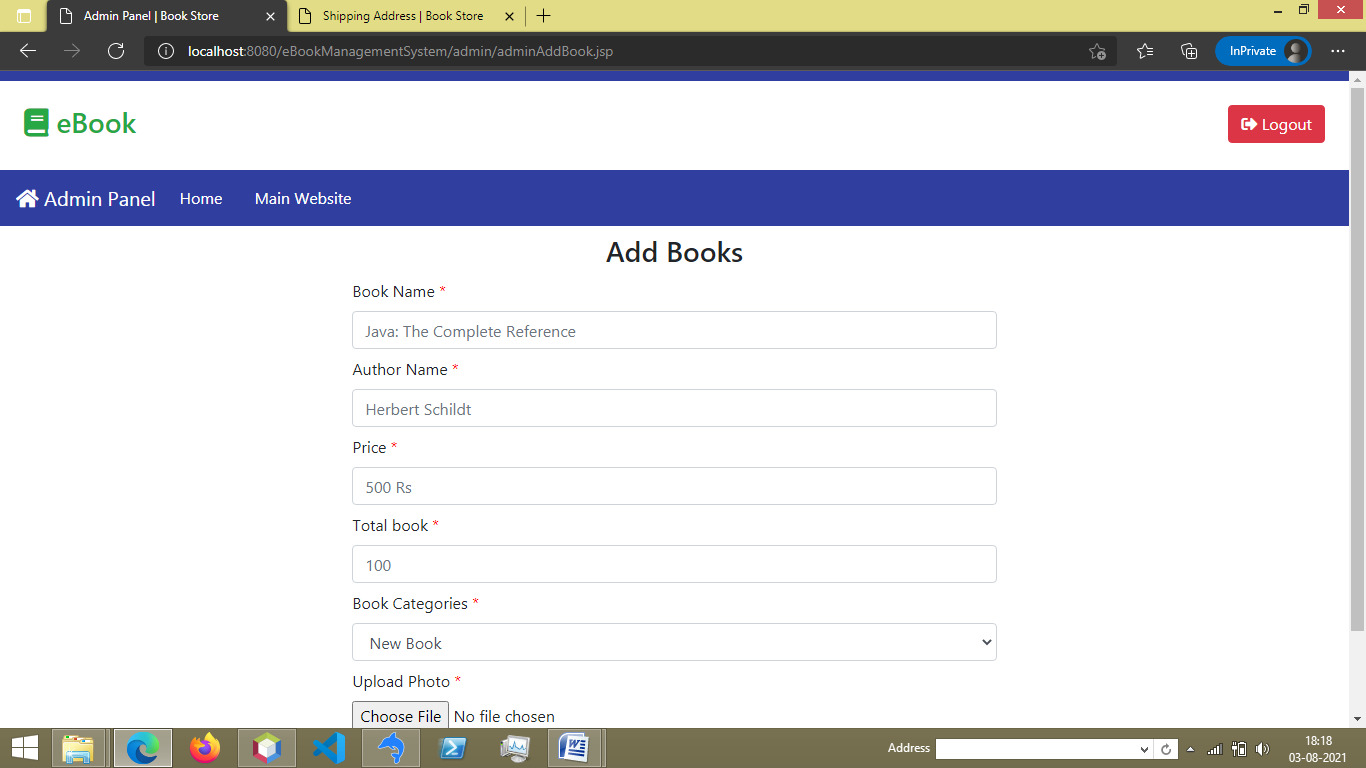 Admin Panel | Book Store
Shipping Address | Book Store
localhost:8080/eBookManagementSystem/admin/adminAddBook.jsp
InPrivate
eBook
Logout
Admin Panel
Home
Main Website
Add Books
Book Name *
Java: The Complete Reference
Author Name *
Herbert Schildt
Price *
500 Rs
Total book *
100
Book Categories *
New Book
Upload Photo *
Choose File No file chosen
Address
18:18
03-08-2021